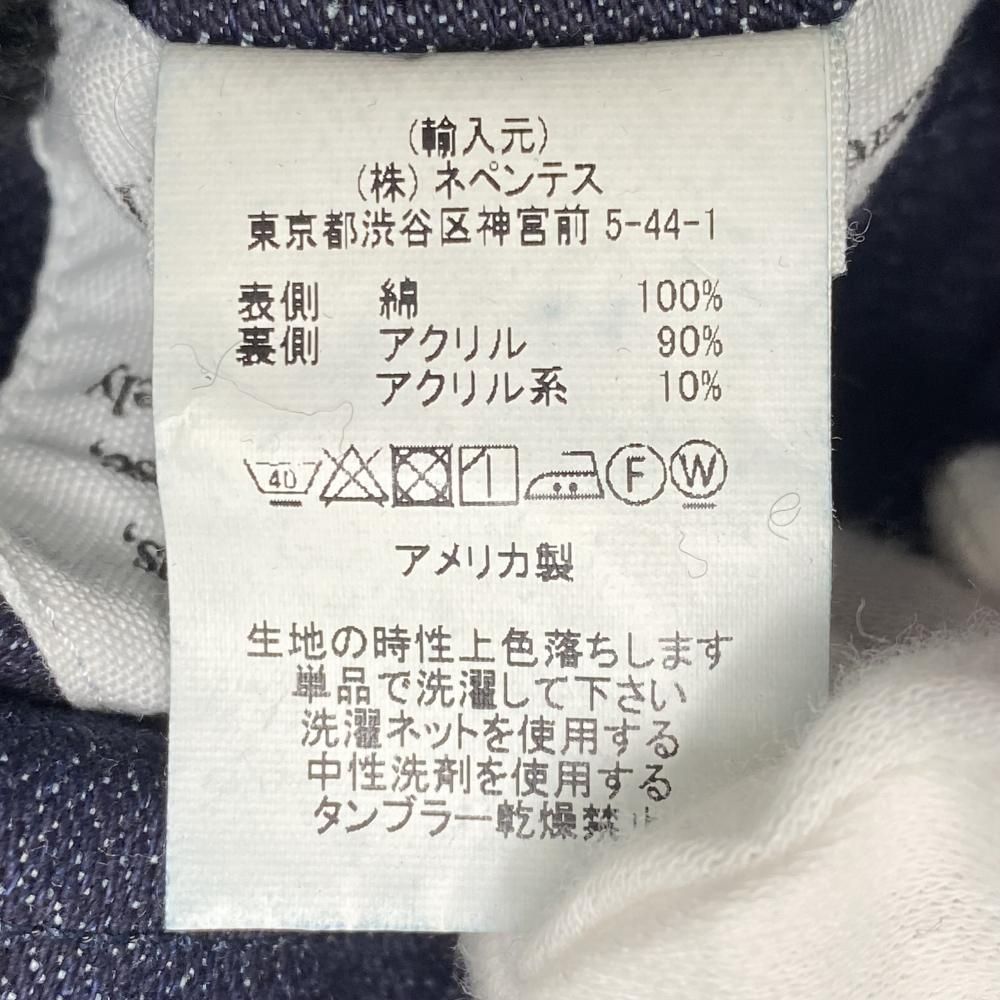 (輸入元)
(株)ネペンテス
東京都渋谷区神宮前 5-44-1
表側 綿 100%
裏側 アクリル 90%
アクリル系 10%
40 F W
アメリカ製
生地の時性上色落ちします
単品で洗濯して下さい
洗濯ネットを使用する
中性洗剤を使用する
タンブラー乾燥禁止
ely
se,
s,